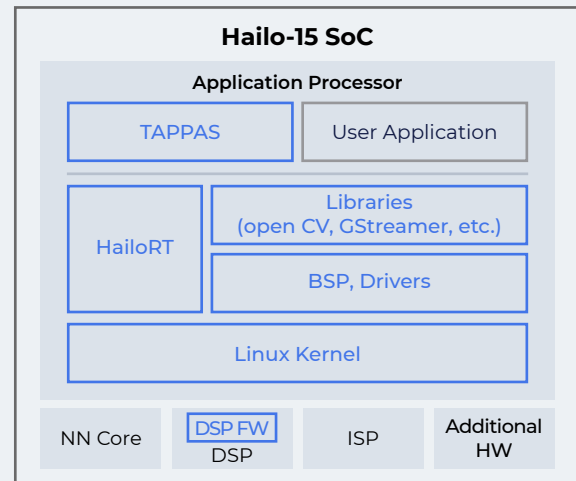 Hailo-15 SoC
Application Processor
TAPPAS
User Application
HailoRT
Libraries
(open CV, GStreamer, etc.)
BSP, Drivers
Linux Kernel
NN Core
DSP FW
DSP
ISP
Additional
HW